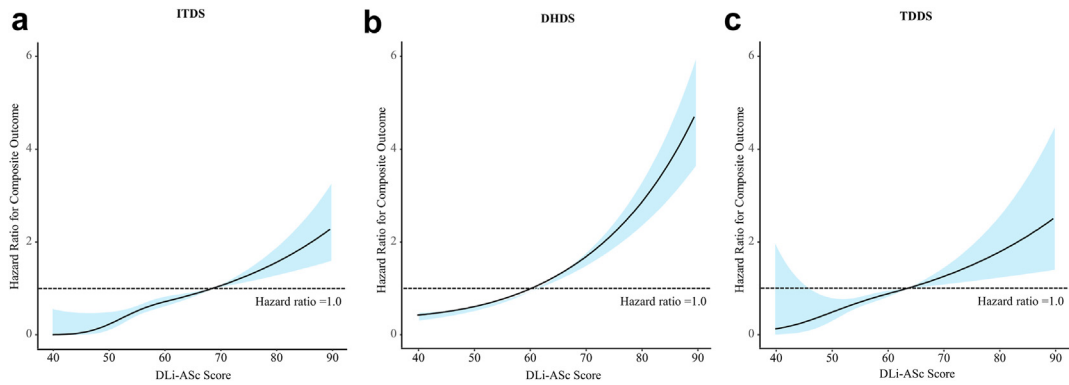 a
ITDS
Hazard Ratio for Composite Outcome
6
4
2
0
Hazard ratio =1.0
40 50 60 70 80 90
DLi-ASc Score
b
DHDS
Hazard Ratio for Composite Outcome
6
4
2
0
Hazard ratio =1.0
40 50 60 70 80 90
DLi-ASc Score
c
TDDS
Hazard Ratio for Composite Outcome
6
4
2
0
Hazard ratio =1.0
40 50 60 70 80 90
DLi-ASc Score